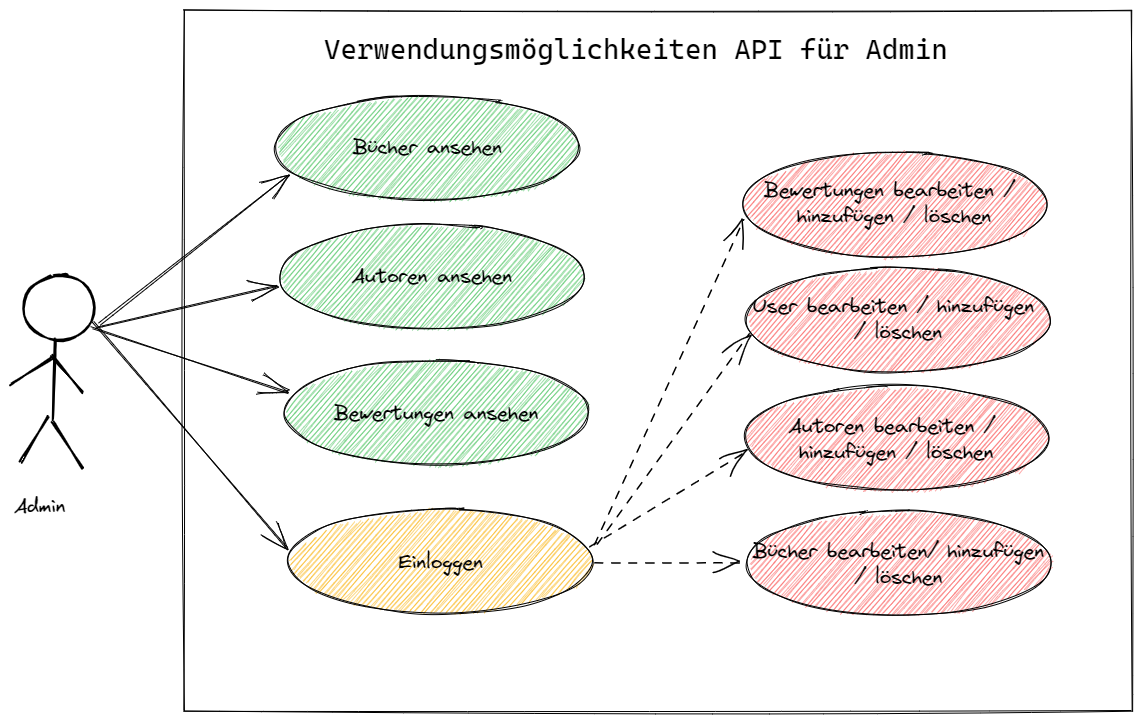 Verwendungsmöglichkeiten API für Admin
Bücher ansehen
Autoren ansehen
Bewertungen ansehen
Einloggen
Bewertungen bearbeiten /
hinzufügen / löschen
User bearbeiten / hinzufügen
/ löschen
Autoren bearbeiten /
hinzufügen / löschen
Bücher bearbeiten/ hinzufügen
/ löschen
Admin